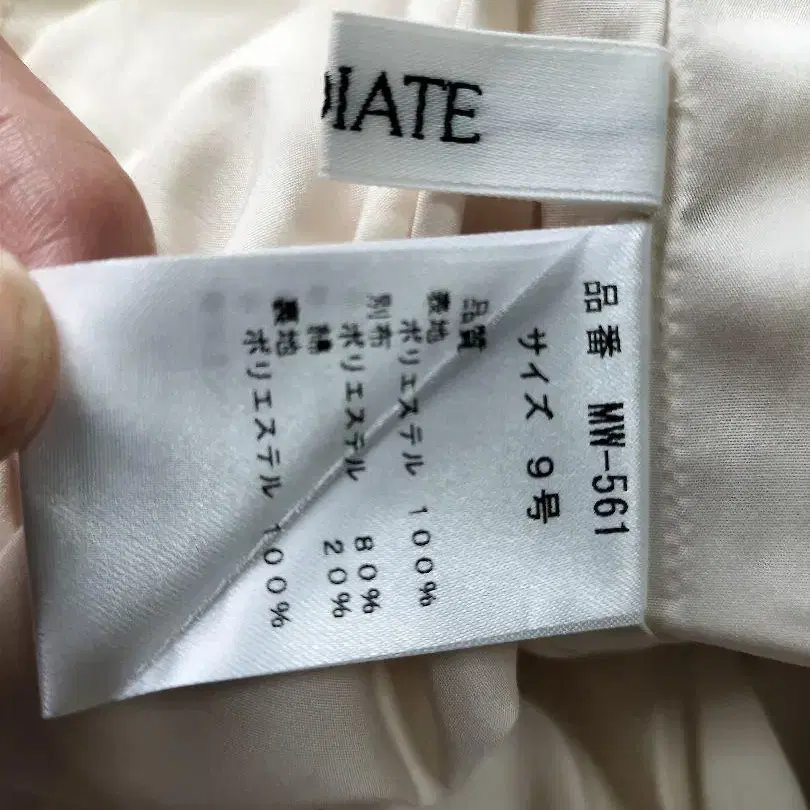 IATE
品番 MW-561
サイズ 9号
品質
表地
ポリエステル 100%
別布
ポリエステル 80%
綿 20%
裏地
ポリエステル 100%